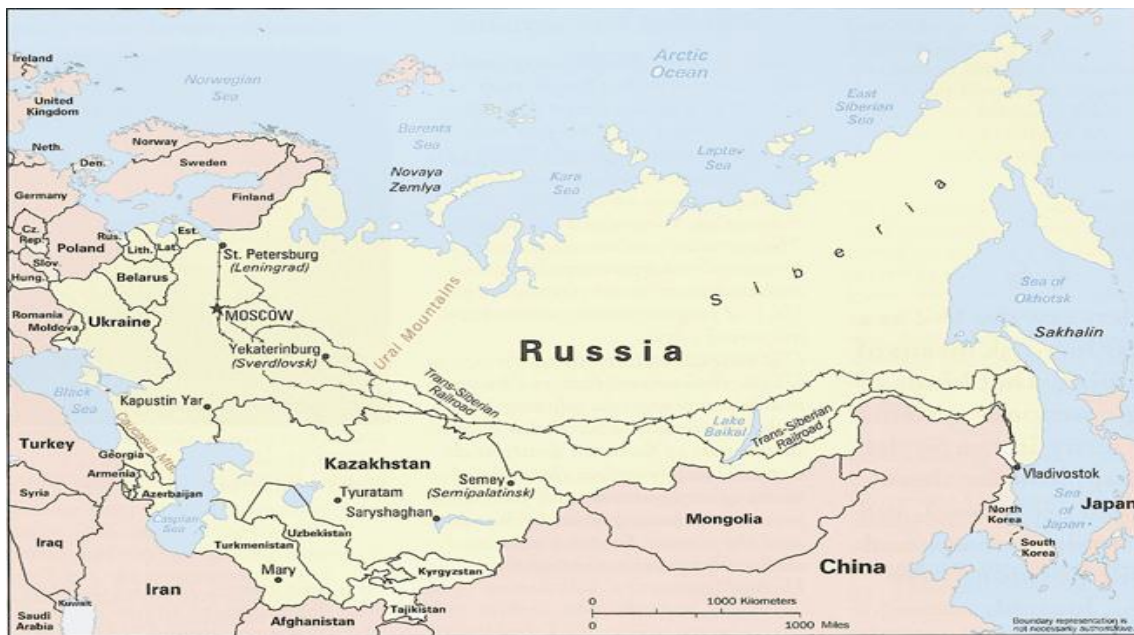 Arctic
Ocean
Ireland
Norwegian
Sea
East
Siberian
Sea
United
Kingdom
Barents
Sea
Laptev
Sea
Norway
Neth.
Den.
Sweden
Novaya
Zemlya
Kara
Sea
Germany
Finland
Siberia
Cz.
Rep.
Poland
Rus.
Est.
Lith.
Lat.
St. Petersburg
(Leningrad)
Slov.
Hung.
Belarus
Sea of
Okhotsk
Romania
Moldova
Ukraine
MOSCOW
Ural Mountains
Sakhalin
Yekaterinburg
(Sverdlovsk)
Russia
Trans-Siberian
Railroad
Black
Sea
Kapustin Yar
Caucasus Mts.
Lake
Baikal
Trans-Siberian
Railroad
Turkey
Georgia
Armenia
Azerbaijan
Kazakhstan
Semey
(Semipalatinsk)
Vladivostok
Syria
Tyuratam
Saryshaghan
Caspian
Sea
Uzbekistan
Mongolia
North
Korea
Sea
of
Japan
Japan
Iraq
Turkmenistan
South
Korea
Iran
Mary
Kyrgyzstan
China
Kuwait
Saudi
Arabia
Tajikistan
Afghanistan
0 1000 Kilometers
0 1000 Miles
Boundary representation is
not necessarily authoritative.